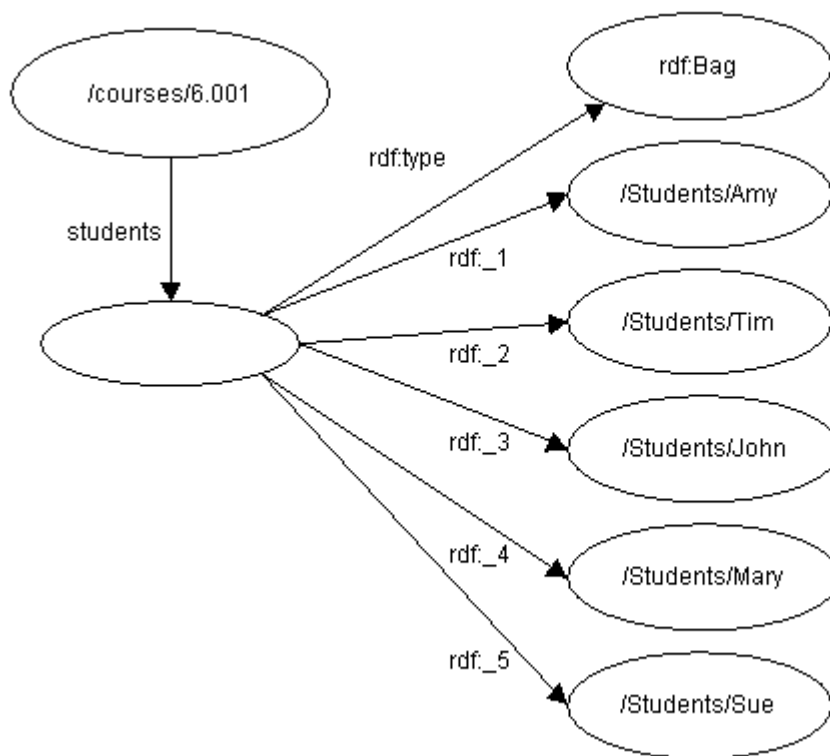 /courses/6.001
rdf:Bag
rdf:type
/Students/Amy
students
rdf:_1
/Students/Tim
rdf:_2
/Students/John
rdf:_3
rdf:_4
/Students/Mary
rdf:_5
/Students/Sue